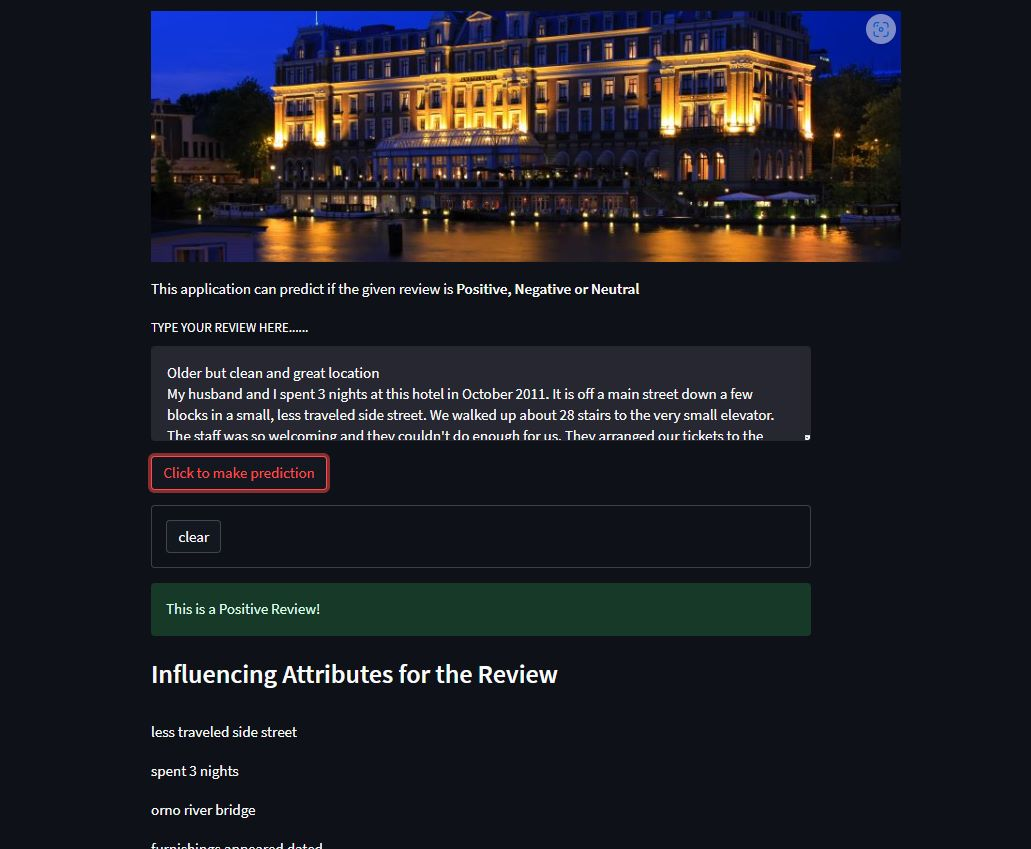 This application can predict if the given review is Positive, Negative or Neutral
TYPE YOUR REVIEW HERE......
Older but clean and great location
My husband and I spent 3 nights at this hotel in October 2011. It is off a main street down a few
blocks in a small, less traveled side street. We walked up about 28 stairs to the very small elevator.
The staff was so welcoming and they couldn't do enough for us. They arranged our tickets to the
Click to make prediction
clear
This is a Positive Review!
Influencing Attributes for the Review
less traveled side street
spent 3 nights
orno river bridge
furnishings appeared dated